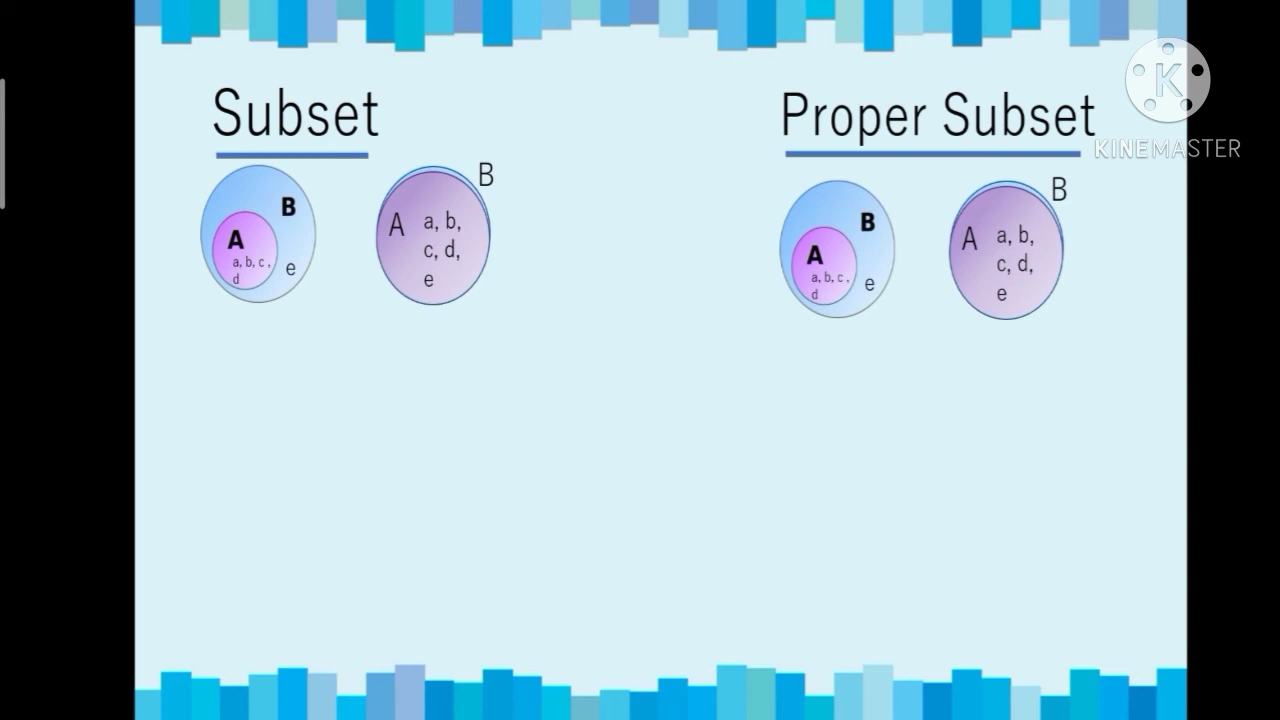 Subset
B
A
a, b, c,
d
e
B
A
a, b,
c, d,
e
Proper Subset
B
A
a, b, c,
d
e
B
A
a, b,
c, d,
e
K
KINEMASTER